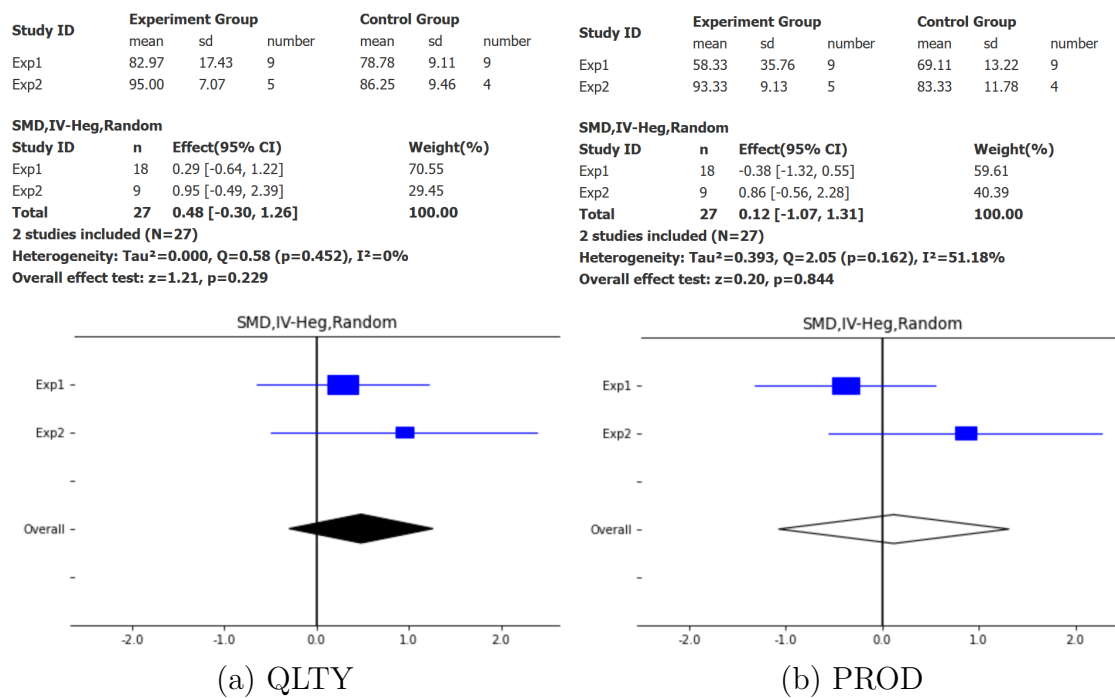 Study ID Experiment Group Control Group
mean sd number mean sd number
Exp1 82.97 17.43 9 78.78 9.11 9
Exp2 95.00 7.07 5 86.25 9.46 4
SMD,IV-Heg,Random
Study ID n Effect(95% CI) Weight(%)
Exp1 18 0.29 [-0.64, 1.22] 70.55
Exp2 9 0.95 [-0.49, 2.39] 29.45
Total 27 0.48 [-0.30, 1.26] 100.00
2 studies included (N=27)
Heterogeneity: Tau²=0.000, Q=0.58 (p=0.452), I²=0%
Overall effect test: z=1.21, p=0.229
SMD,IV-Heg,Random
Exp1
Exp2
Overall
-2.0 0.0 1.0 2.0
(a) QLTY
Study ID Experiment Group Control Group
mean sd number mean sd number
Exp1 58.33 35.76 9 69.11 13.22 9
Exp2 93.33 9.13 5 83.33 11.78 4
SMD,IV-Heg,Random
Study ID n Effect(95% CI) Weight(%)
Exp1 18 -0.38 [-1.32, 0.55] 59.61
Exp2 9 0.86 [-0.56, 2.28] 40.39
Total 27 0.12 [-1.07, 1.31] 100.00
2 studies included (N=27)
Heterogeneity: Tau²=0.393, Q=2.05 (p=0.162), I²=51.18%
Overall effect test: z=0.20, p=0.844
SMD,IV-Heg,Random
Exp1
Exp2
Overall
-2.0 -1.0 0.0 1.0 2.0
(b) PROD